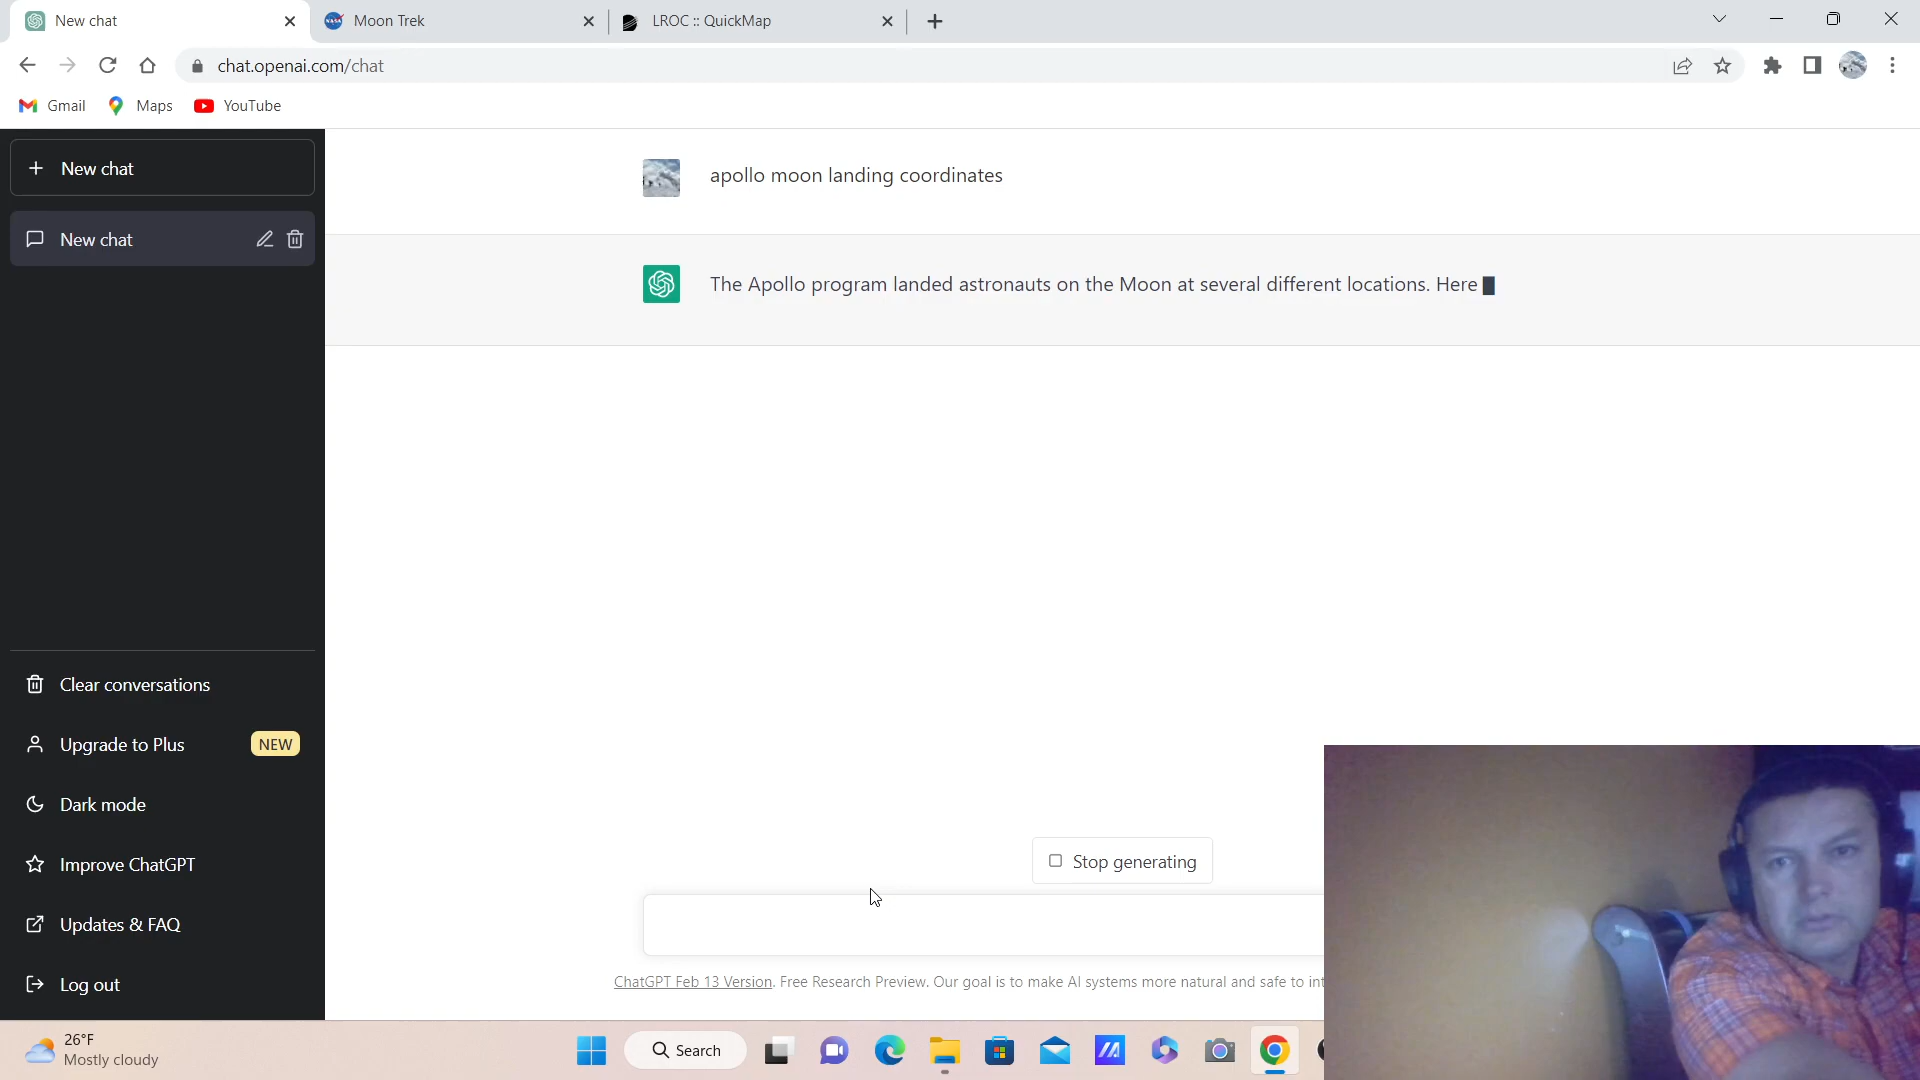 New chat
Moon Trek
LROC :: QuickMap
chat.openai.com/chat
Gmail
Maps
YouTube
New chat
New chat
apollo moon landing coordinates
The Apollo program landed astronauts on the Moon at several different locations. Here
Clear conversations
Upgrade to Plus
NEW
Dark mode
Improve ChatGPT
Updates & FAQ
Log out
Stop generating
ChatGPT Feb 13 Version. Free Research Preview. Our goal is to make AI systems more natural and safe to int
26°F
Mostly cloudy
Search